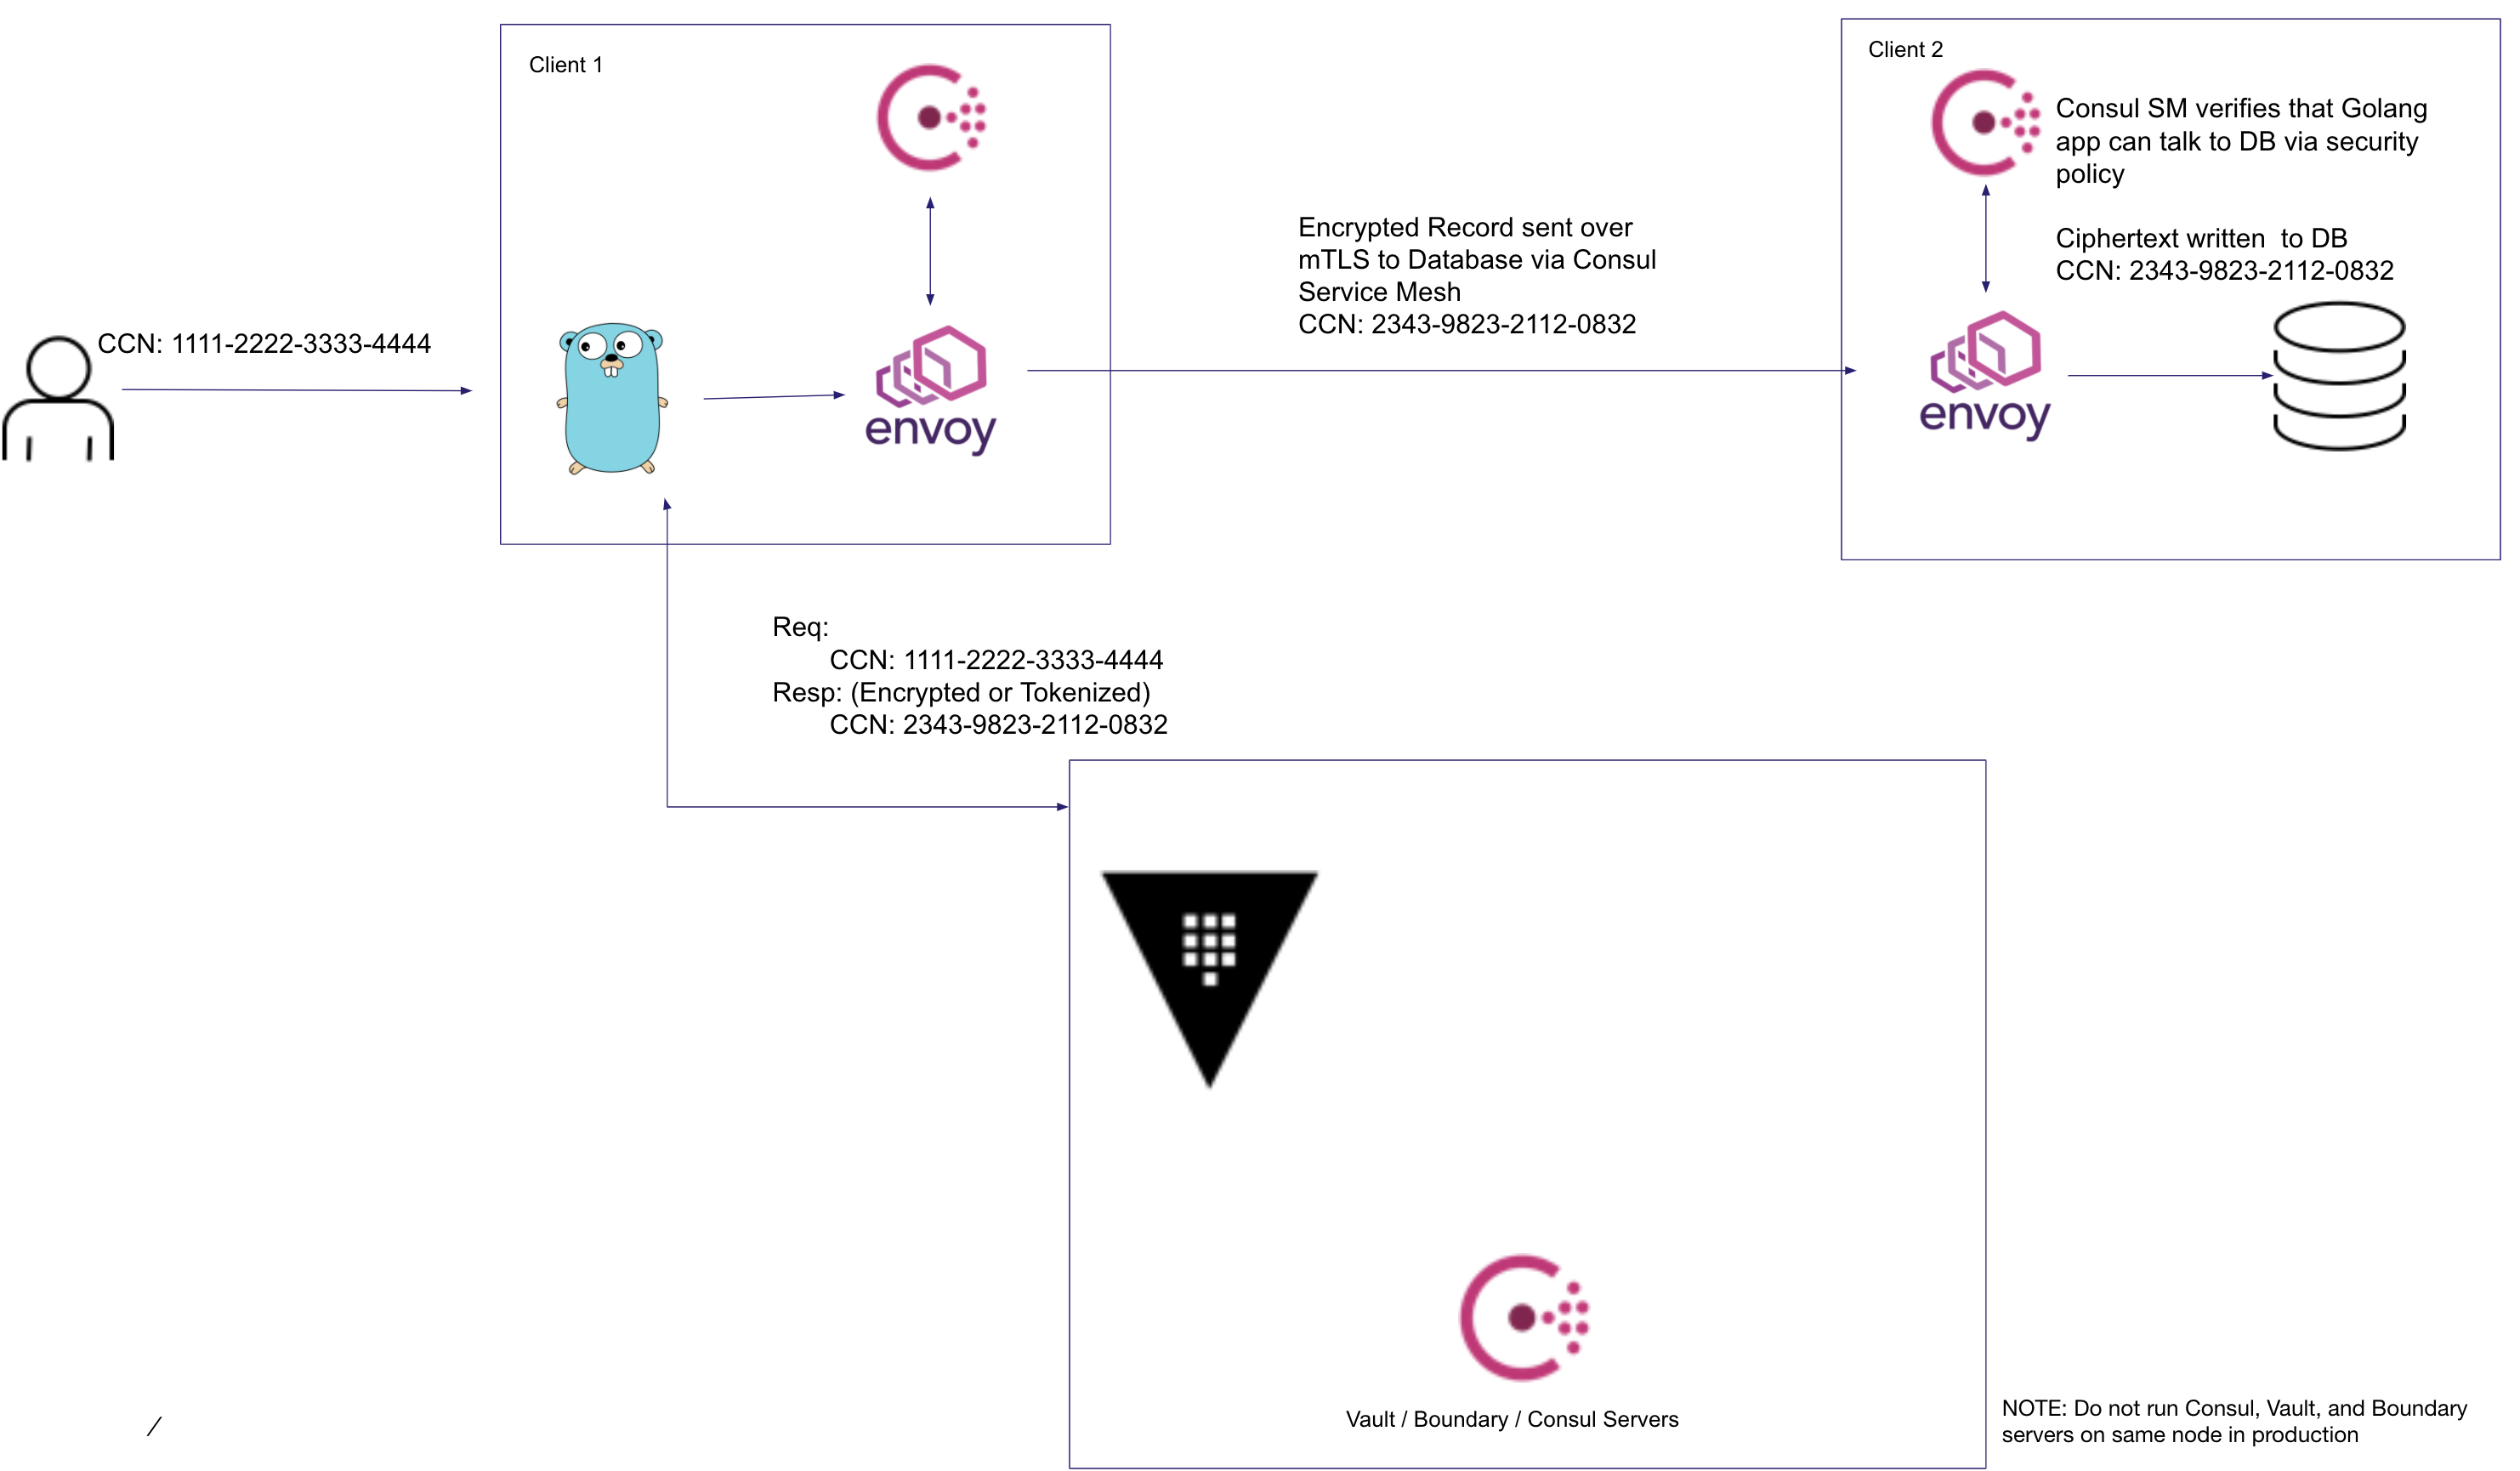 Client 1
Client 2
Consul SM verifies that Golang
app can talk to DB via security
policy
Encrypted Record sent over
mTLS to Database via Consul
Service Mesh
CCN: 2343-9823-2112-0832
Ciphertext written  to DB
CCN: 2343-9823-2112-0832
CCN: 1111-2222-3333-4444
envoy
envoy
Req:
CCN: 1111-2222-3333-4444
Resp: (Encrypted or Tokenized)
CCN: 2343-9823-2112-0832
Vault / Boundary / Consul Servers
NOTE: Do not run Consul, Vault, and Boundary
servers on same node in production
/